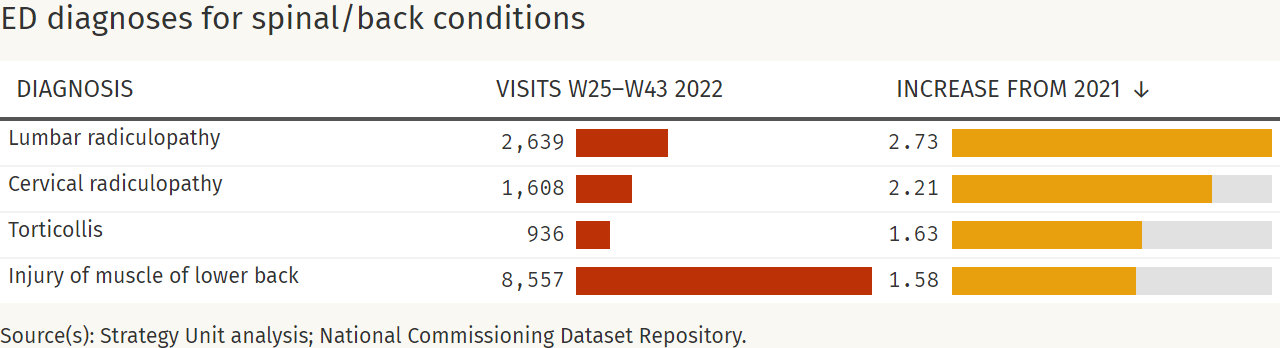 ED diagnoses for spinal/back conditions
DIAGNOSIS VISITS W25–W43 2022 INCREASE FROM 2021 ↓
Lumbar radiculopathy 2,639 2.73
Cervical radiculopathy 1,608 2.21
Torticollis 936 1.63
Injury of muscle of lower back 8,557 1.58
Source(s): Strategy Unit analysis; National Commissioning Dataset Repository.